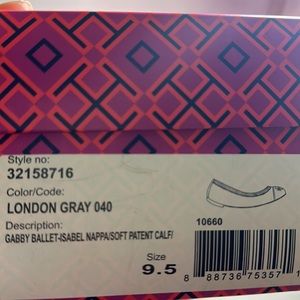 Style no:
32158716
Color/Code:
LONDON GRAY 040
Description:
GABBY BALLET-ISABEL NAPPA/SOFT PATENT CALF/
10660
Size
9.5
8 88736 75357 1